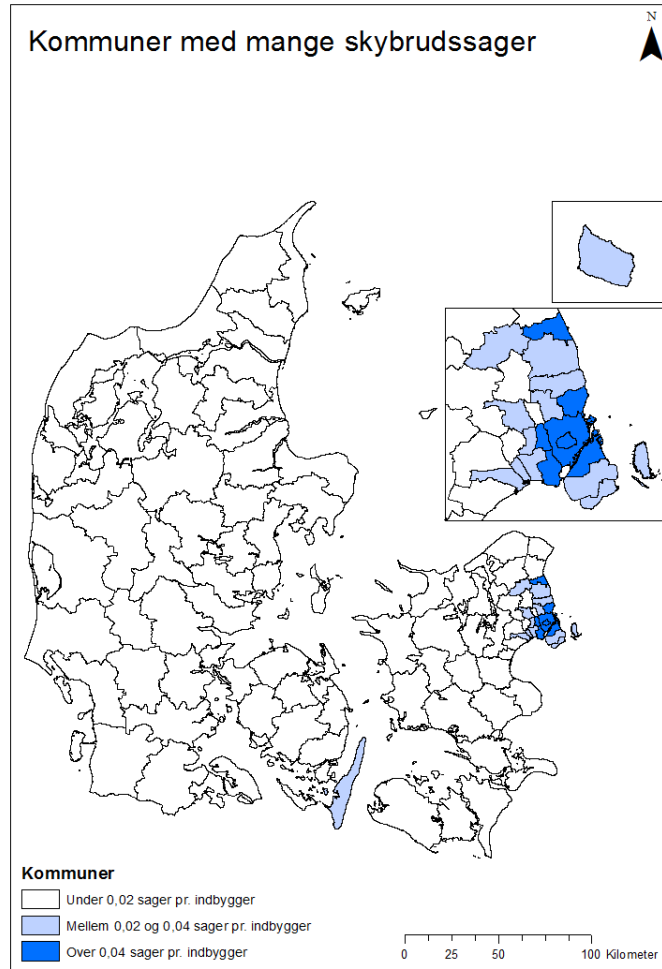 Kommuner med mange skybrudssager
N
Kommuner
Under 0,02 sager pr. indbygger
Mellem 0,02 og 0,04 sager pr. indbygger
Over 0,04 sager pr. indbygger
0 25 50 100 Kilometer